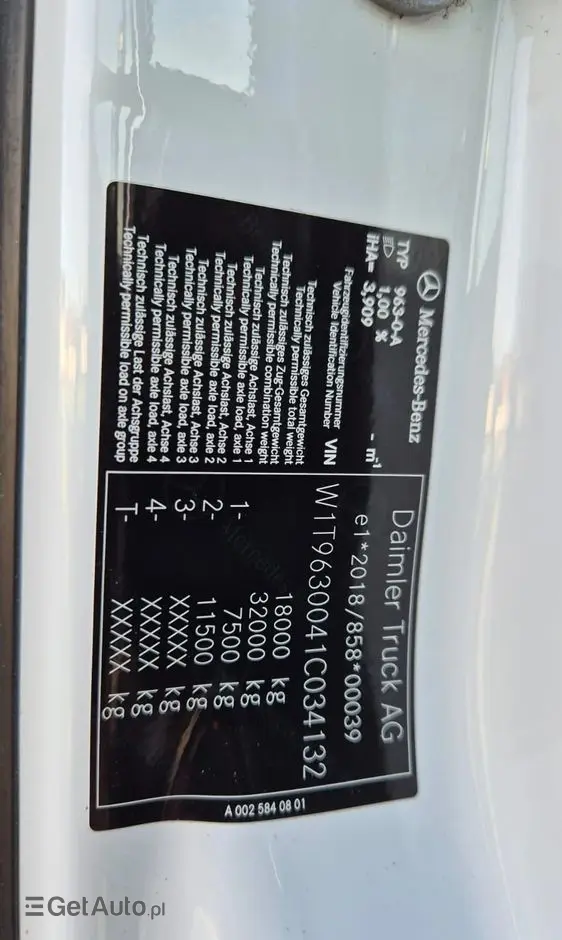 Mercedes-Benz
Daimler Truck AG
TYP 963-0-A
1,00 %
iHA= 3,909 - m⁻¹
e1*2018/858*00039
Fahrzeugidentifizierungsnummer
Vehicle Identification Number VIN W1T9630041C034132
Technisch zulässiges Gesamtgewicht
Technically permissible total weight 18000 kg
Technisch zulässiges Zug-Gesamtgewicht
Technically permissible combination weight 32000 kg
Technisch zulässige Achslast, Achse 1
Technically permissible axle load, axle 1 1- 7500 kg
Technisch zulässige Achslast, Achse 2
Technically permissible axle load, axle 2 2- 11500 kg
Technisch zulässige Achslast, Achse 3
Technically permissible axle load, axle 3 3- XXXXX kg
Technisch zulässige Achslast, Achse 4
Technically permissible axle load, axle 4 4- XXXXX kg
Technisch zulässige Last der Achsgruppe
Technically permissible load on axle group T- XXXXX kg
A 002 584 08 01
GetAuto.pl